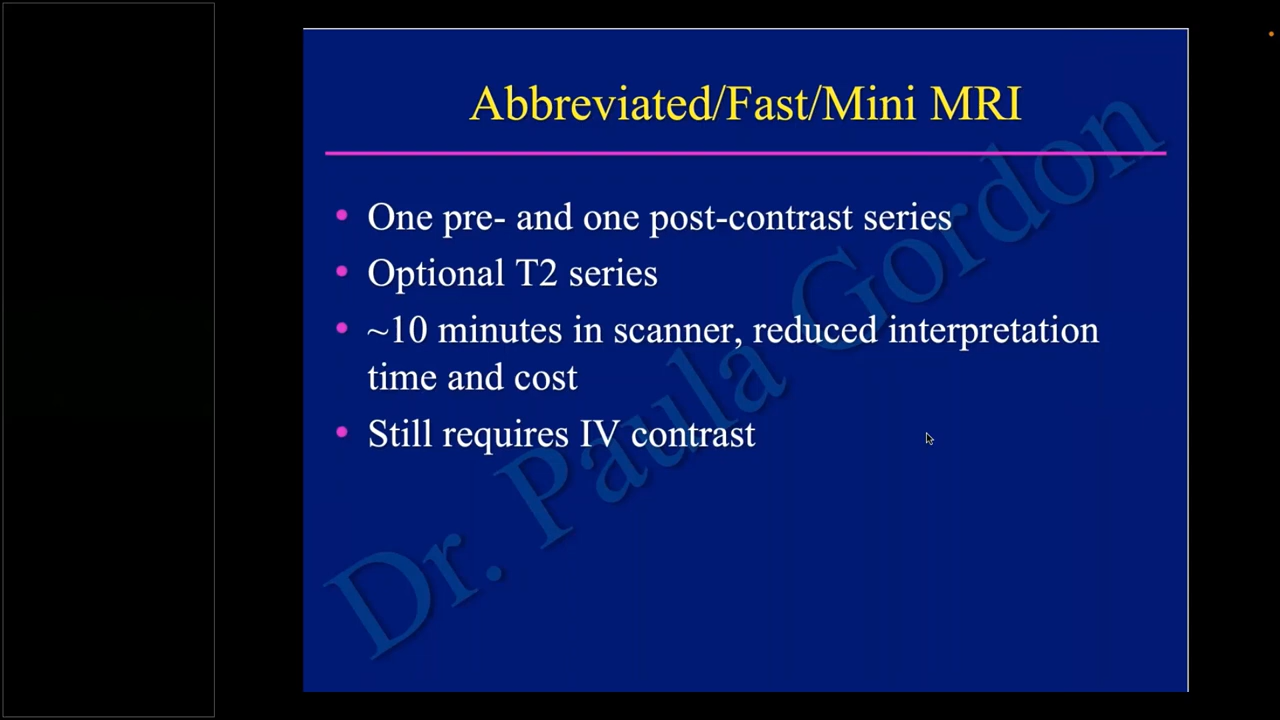 Abbreviated/Fast/Mini MRI
• One pre- and one post-contrast series
• Optional T2 series
• ~10 minutes in scanner, reduced interpretation
time and cost
• Still requires IV contrast
Dr. Paula Gordon